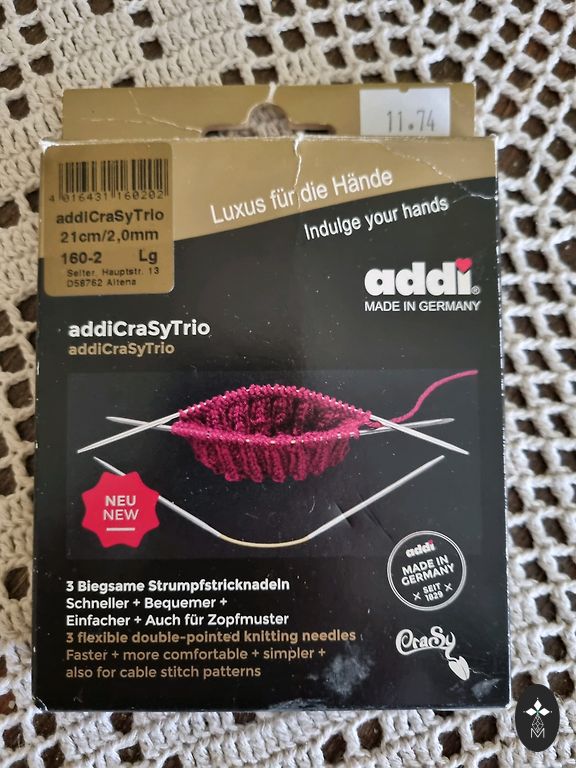 11.74
4 016431 160202
addiCraSyTrio
21cm/2,0mm
160-2 Lg
Selter. Hauptstr. 13
D58762 Altena
Luxus für die Hände
Indulge your hands
addi®
MADE IN GERMANY
addiCraSyTrio
addiCraSyTrio
NEU
NEW
3 Biegsame Strumpfstricknadeln
Schneller + Bequemer +
Einfacher + Auch für Zopfmuster
3 flexible double-pointed knitting needles
Faster + more comfortable + simpler +
also for cable stitch patterns
addi
MADE IN
GERMANY
SEIT
1829
CraSy
M